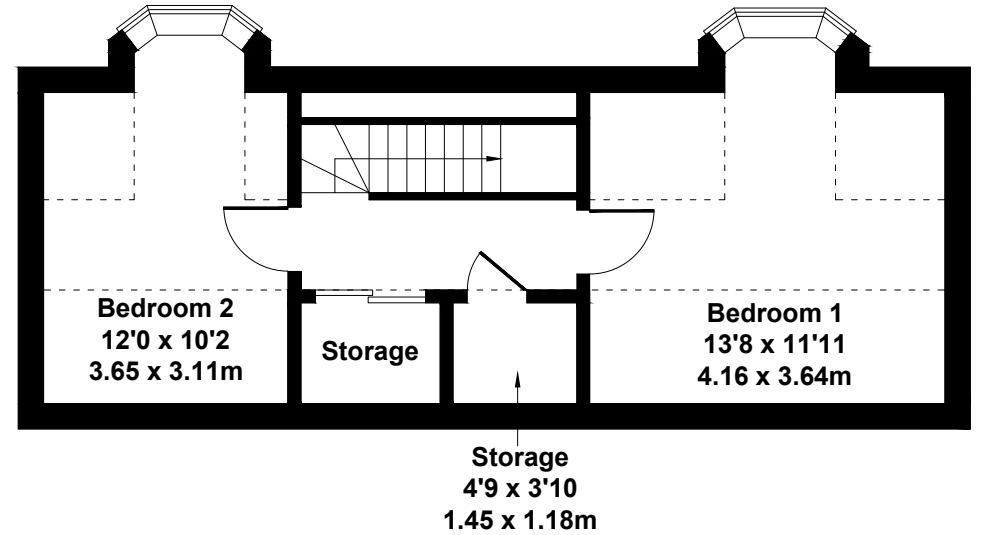 Bedroom 2
12'0 x 10'2
3.65 x 3.11m
Storage
Bedroom 1
13'8 x 11'11
4.16 x 3.64m
Storage
4'9 x 3'10
1.45 x 1.18m